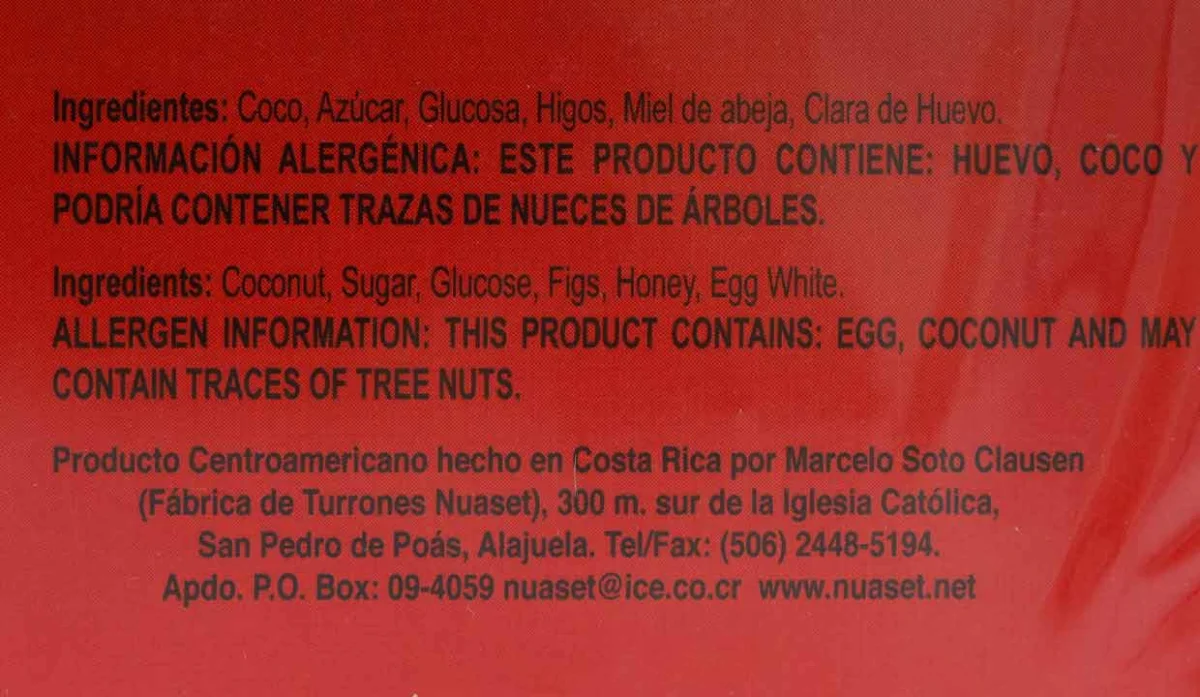 Ingredientes: Coco, Azúcar, Glucosa, Higos, Miel de abeja, Clara de Huevo.
INFORMACIÓN ALERGÉNICA: ESTE PRODUCTO CONTIENE: HUEVO, COCO Y
PODRÍA CONTENER TRAZAS DE NUECES DE ÁRBOLES.
Ingredients: Coconut, Sugar, Glucose, Figs, Honey, Egg White.
ALLERGEN INFORMATION: THIS PRODUCT CONTAINS: EGG, COCONUT AND MAY
CONTAIN TRACES OF TREE NUTS.
Producto Centroamericano hecho en Costa Rica por Marcelo Soto Clausen
(Fábrica de Turrones Nuaset), 300 m. sur de la Iglesia Católica,
San Pedro de Poás, Alajuela. Tel/Fax: (506) 2448-5194.
Apdo. P.O. Box: 09-4059 nuaset@ice.co.cr www.nuaset.net